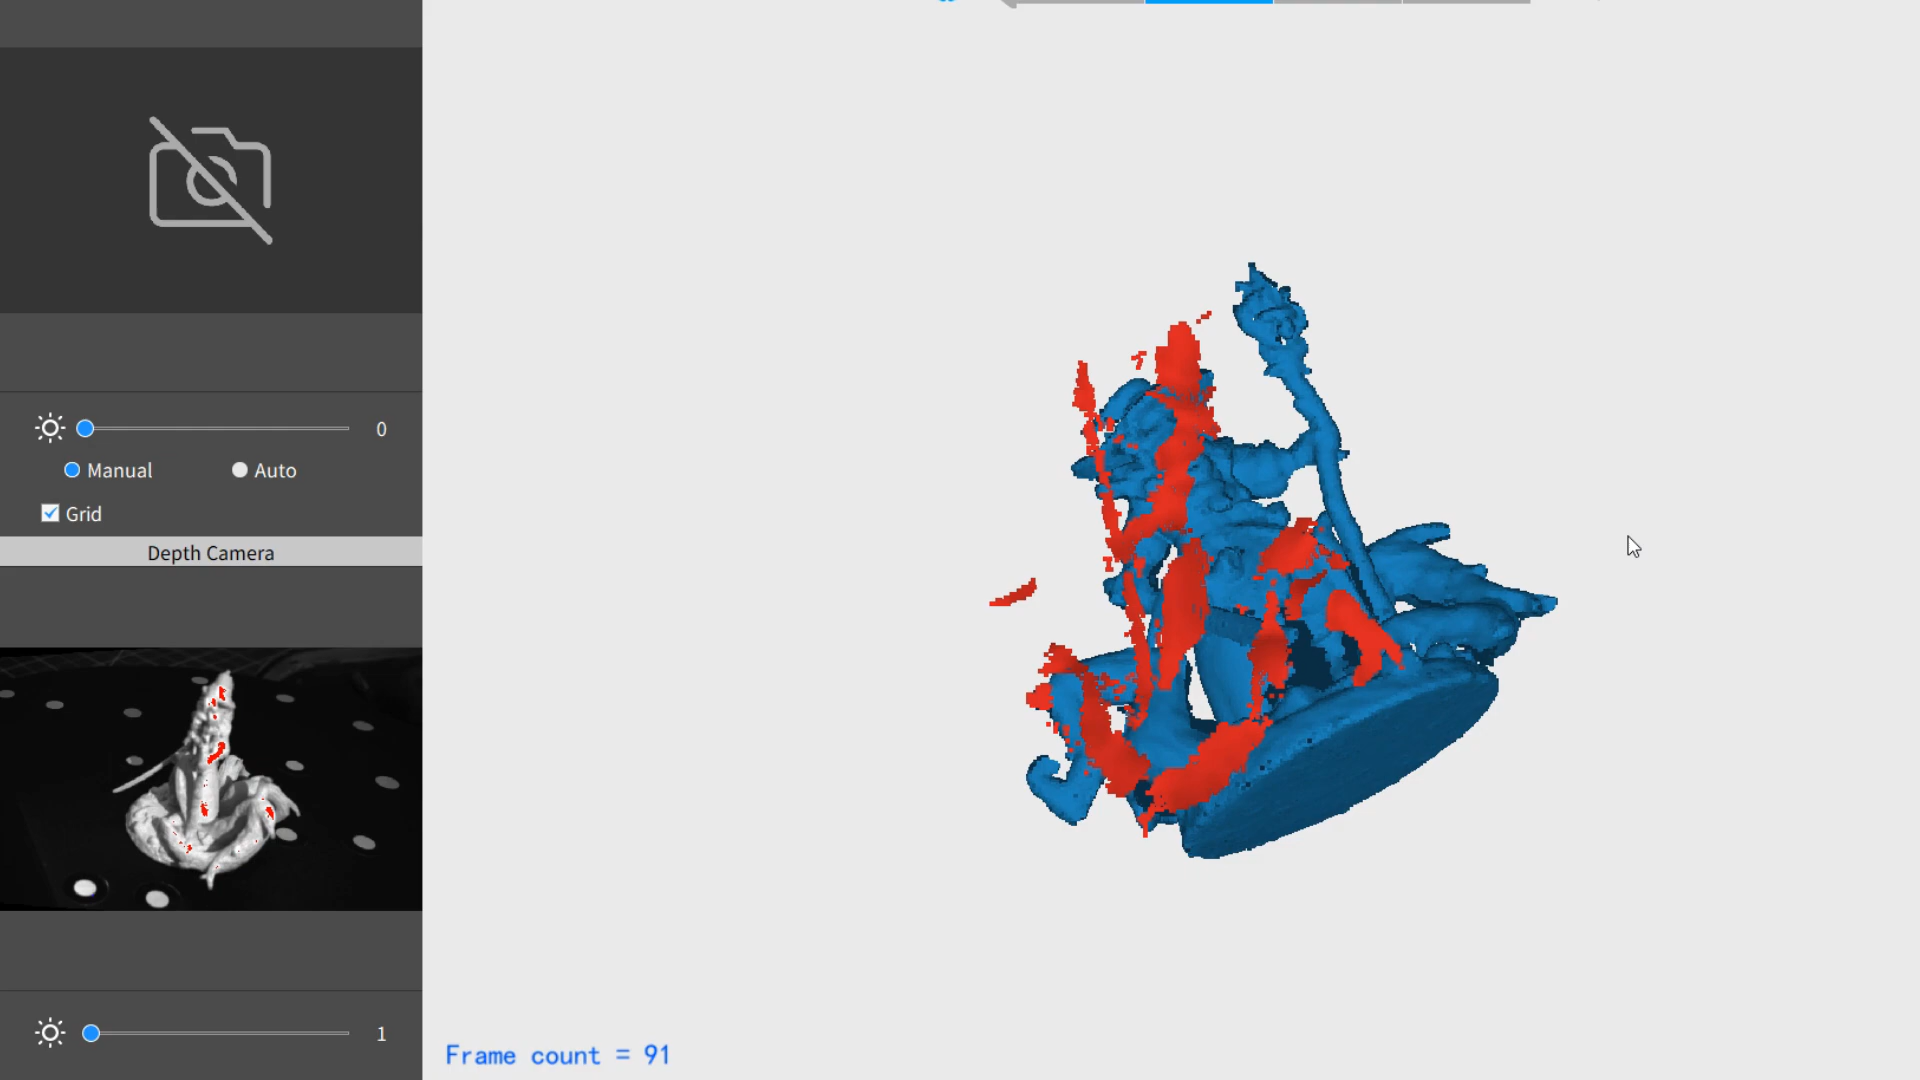 0
Manual Auto
Grid
Depth Camera
1
Frame count = 91